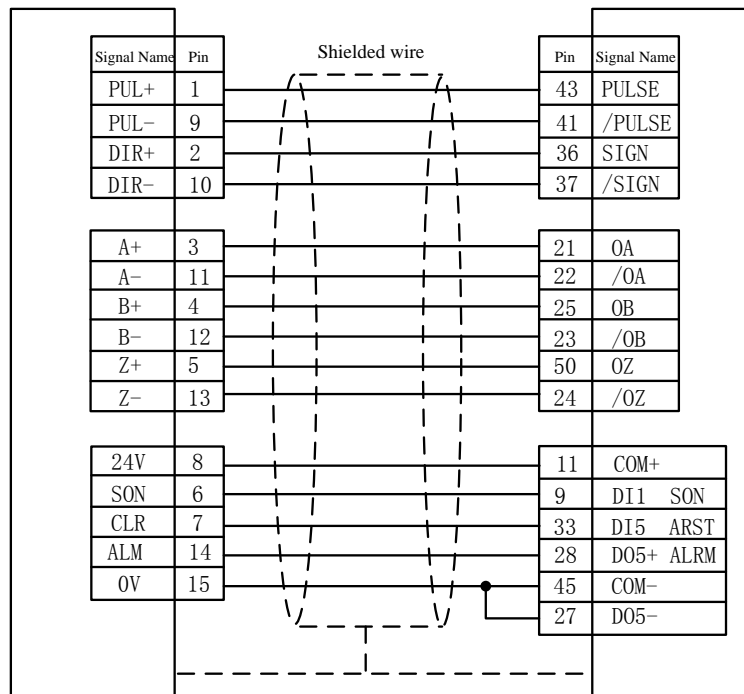 Shielded wire
Signal Name Pin Pin Signal Name
PUL+ 1 43 PULSE
PUL- 9 41 /PULSE
DIR+ 2 36 SIGN
DIR- 10 37 /SIGN
A+ 3 21 OA
A- 11 22 /OA
B+ 4 25 OB
B- 12 23 /OB
Z+ 5 50 OZ
Z- 13 24 /OZ
24V 8 11 COM+
SON 6 9 DI1 SON
CLR 7 33 DI5 ARST
ALM 14 28 DO5+ ALRM
0V 15 45 COM-
27 DO5-